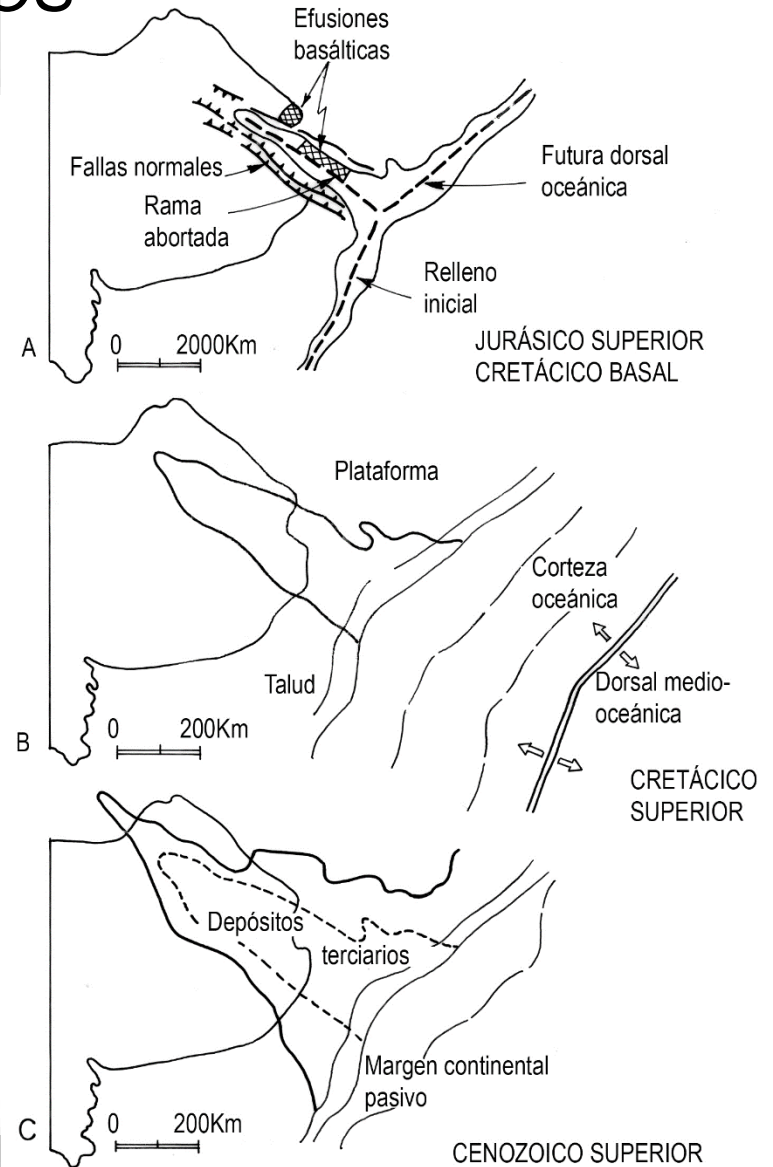 Efusiones
basálticas
Fallas normales
Rama
abortada
Futura dorsal
oceánica
Relleno
inicial
A
0 2000Km
JURÁSICO SUPERIOR
CRETÁCICO BASAL
Plataforma
Corteza
oceánica
Talud
Dorsal medio-
oceánica
B
0 200Km
CRETÁCICO
SUPERIOR
Depósitos
terciarios
Margen continental
pasivo
C
0 200Km
CENOZOICO SUPERIOR